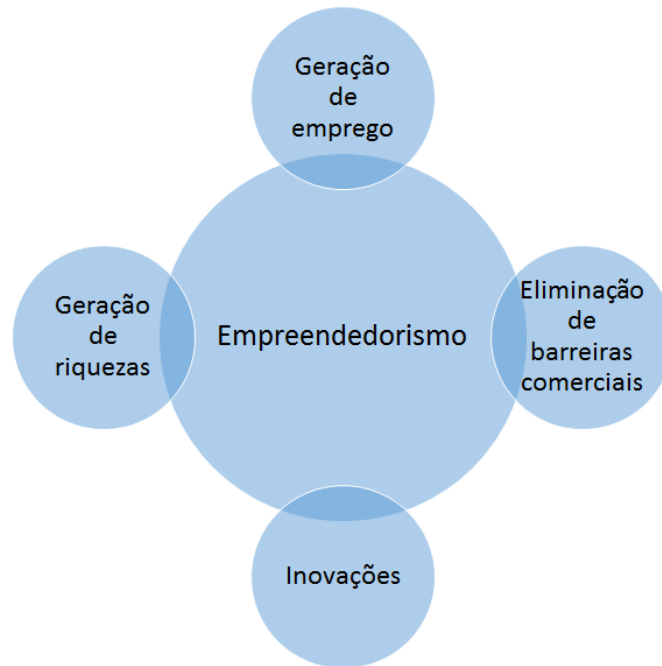 Geração
de
emprego
Geração
de
riquezas
Empreendedorismo
Eliminação
de
barreiras
comerciais
Inovações